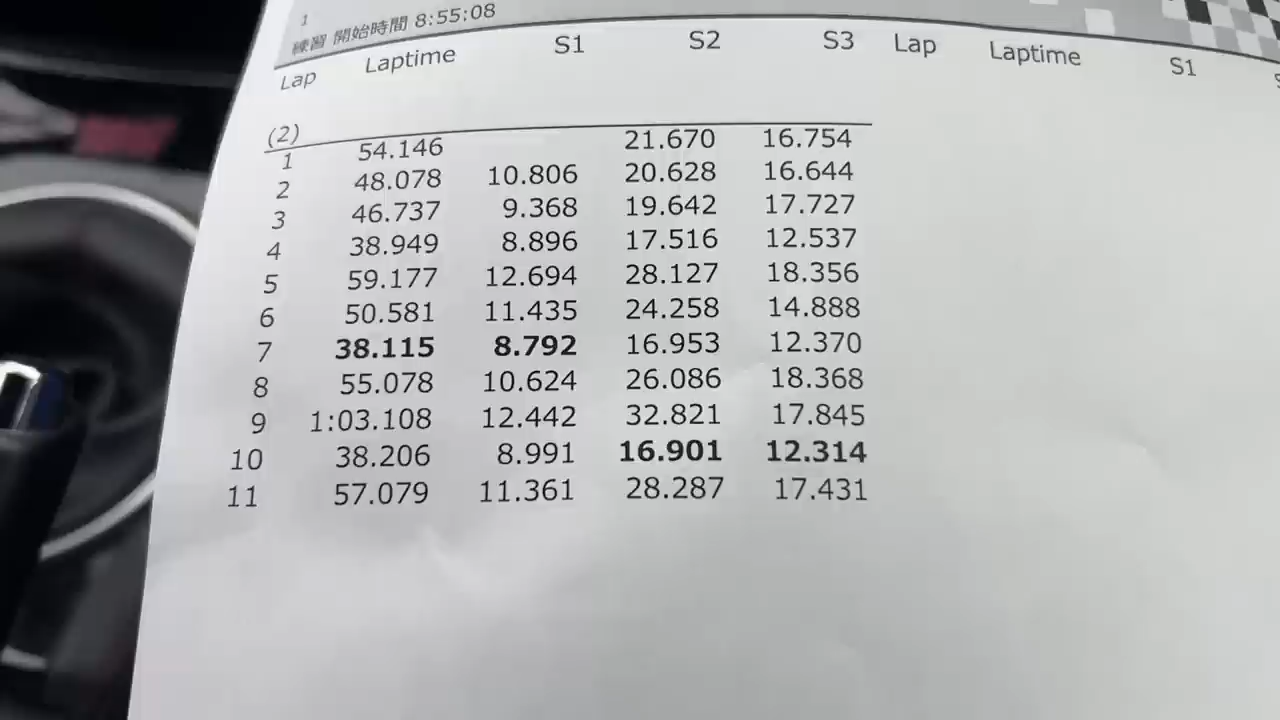 1
練習 開始時間 8:55:08
Lap Laptime S1 S2 S3 Lap Laptime S1
(2)
1 54.146 21.670 16.754
2 48.078 10.806 20.628 16.644
3 46.737 9.368 19.642 17.727
4 38.949 8.896 17.516 12.537
5 59.177 12.694 28.127 18.356
6 50.581 11.435 24.258 14.888
7 38.115 8.792 16.953 12.370
8 55.078 10.624 26.086 18.368
9 1:03.108 12.442 32.821 17.845
10 38.206 8.991 16.901 12.314
11 57.079 11.361 28.287 17.431